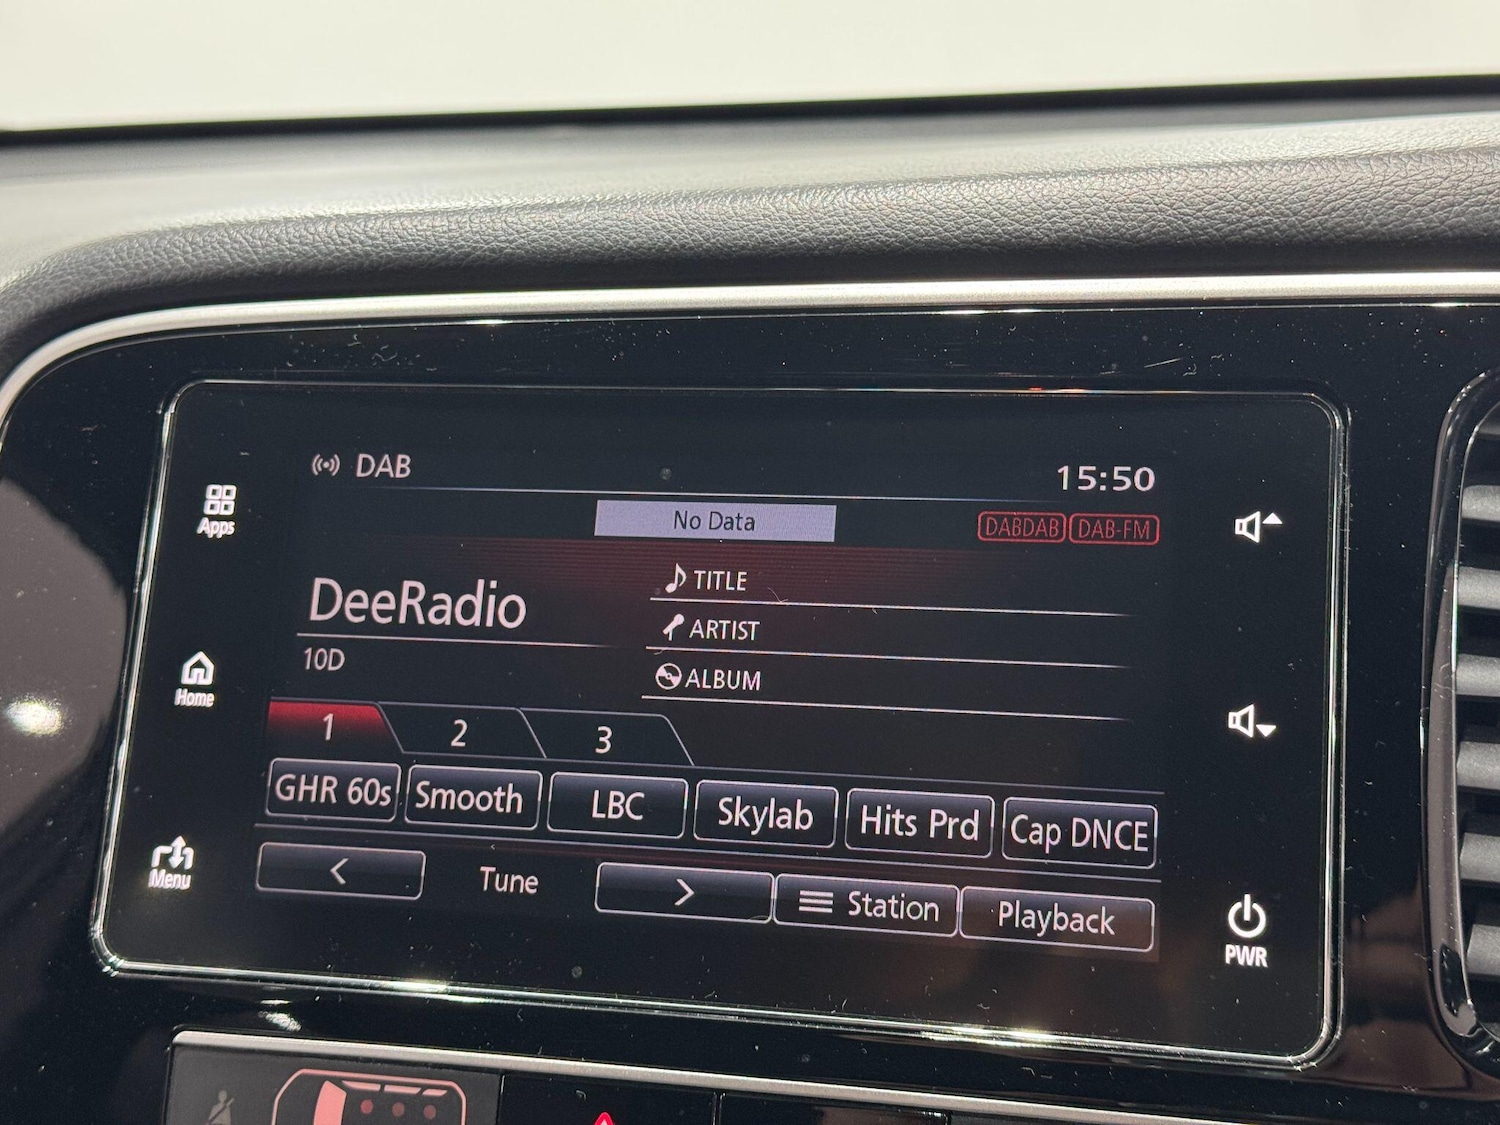 DAB
15:50
No Data
DABDAB DAB-FM
Apps
DeeRadio
10D
TITLE
ARTIST
ALBUM
Home
1 2 3
GHR 60s Smooth LBC Skylab Hits Prd Cap DNCE
< Tune > Station Playback
Menu
PWR